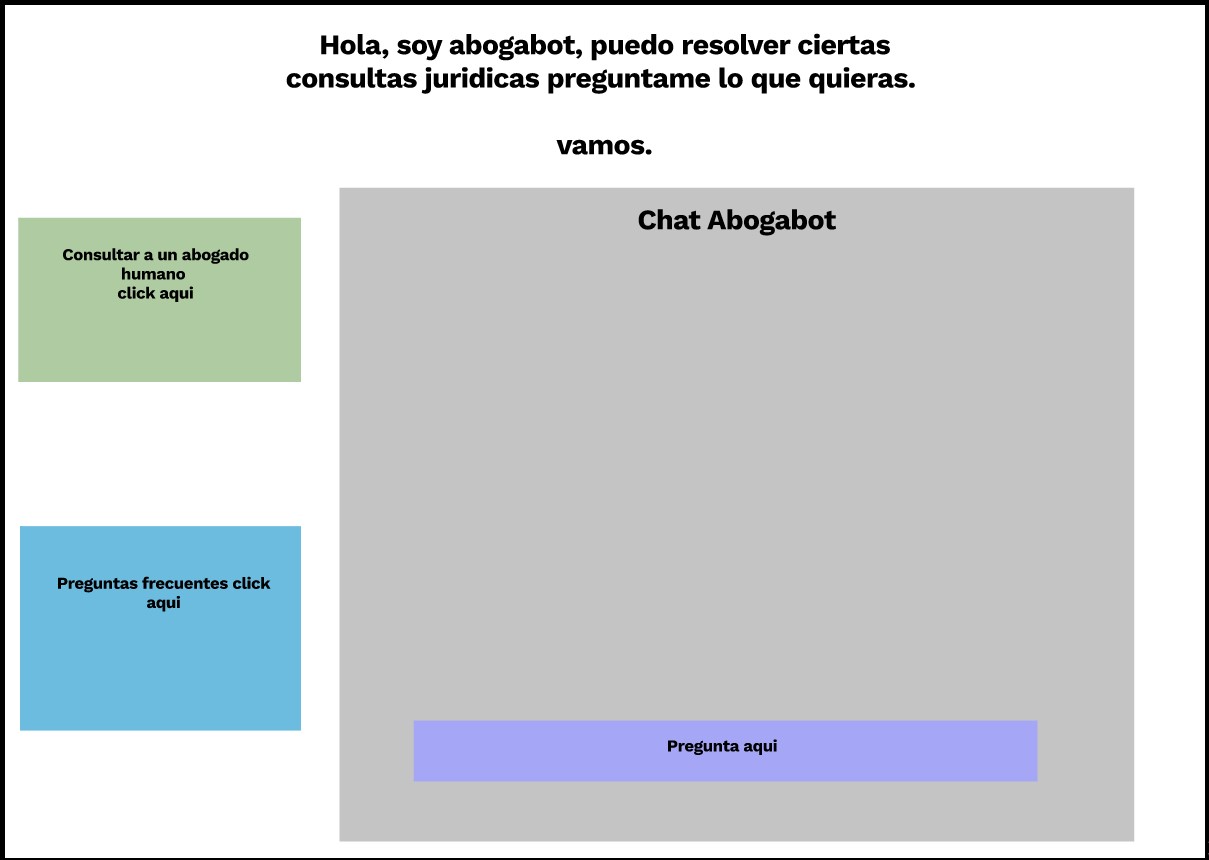 Hola, soy abogabot, puedo resolver ciertas
consultas juridicas preguntame lo que quieras.
vamos.
Chat Abogabot
Consultar a un abogado
humano
click aqui
Preguntas frecuentes click
aqui
Pregunta aqui